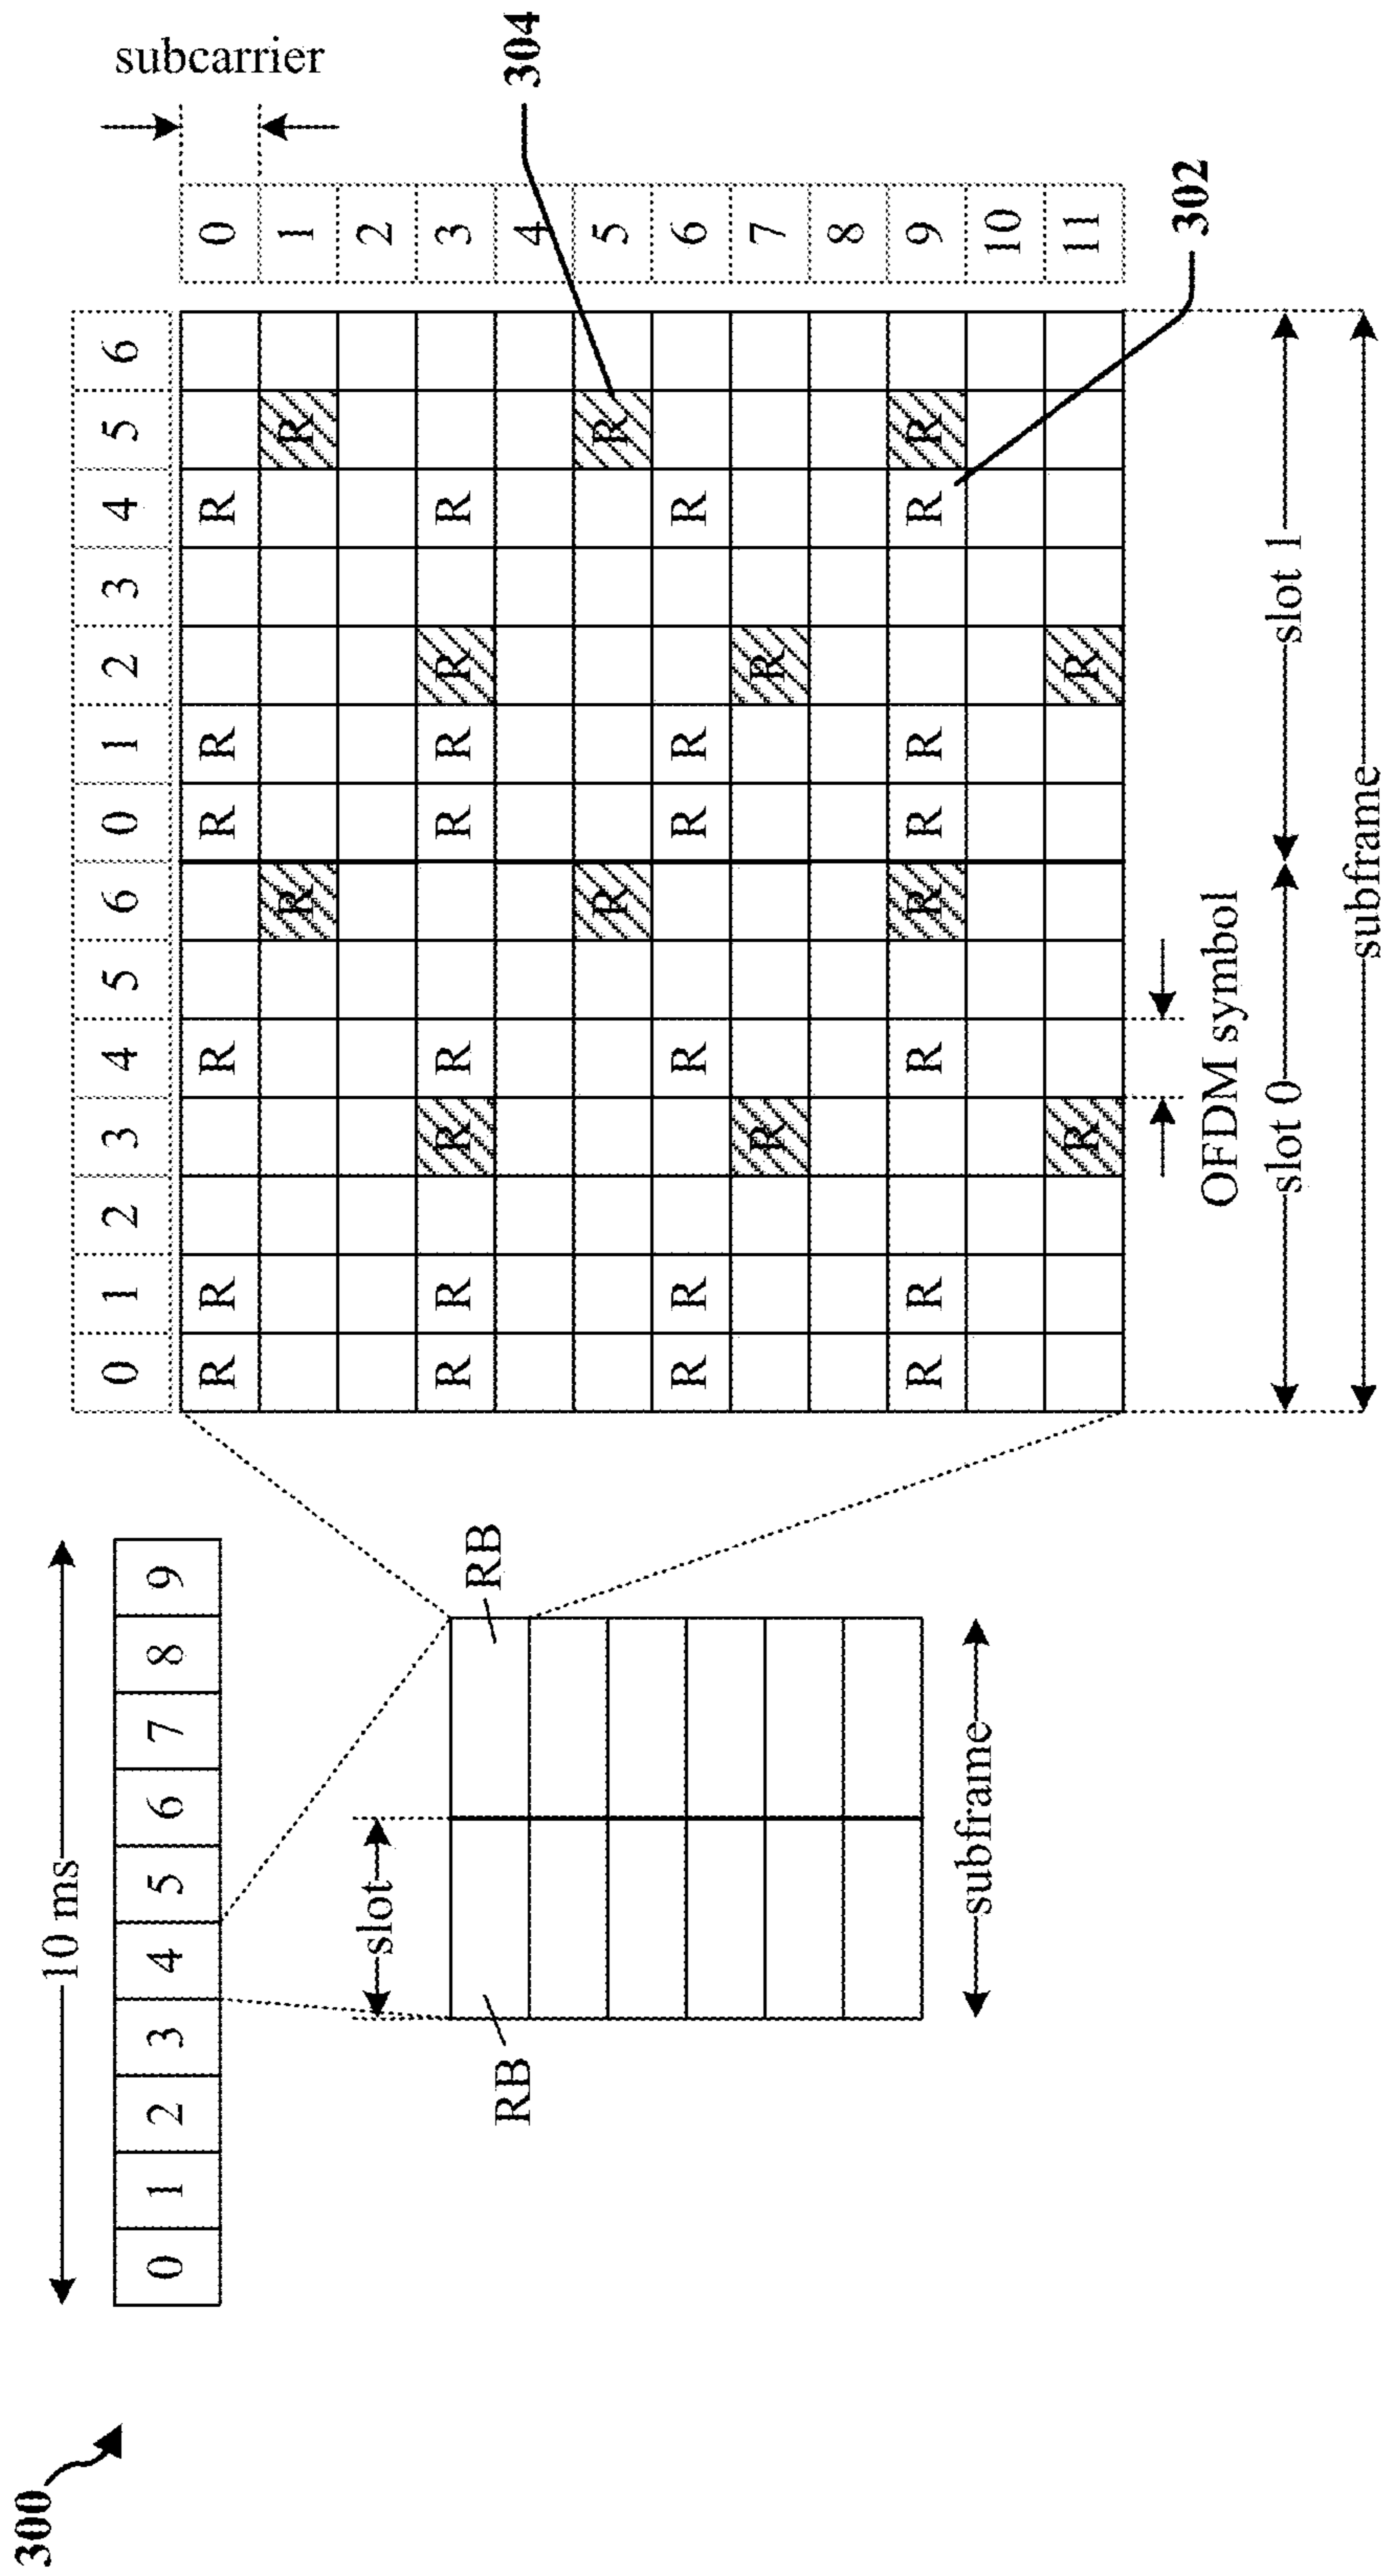 300
10 ms
0 1 2 3 4 5 6 7 8 9
slot
RB
RB
subframe
0 1 2 3 4 5 6 0 1 2 3 4 5 6
subcarrier
R R R R R R 0
R R 1
2
R R R R R R R R 3
4
304
R R 5
R R R R R R 6
R R 7
8
R R R R R R R R 9
10
R R 11
302
OFDM symbol
slot 0 slot 1
subframe